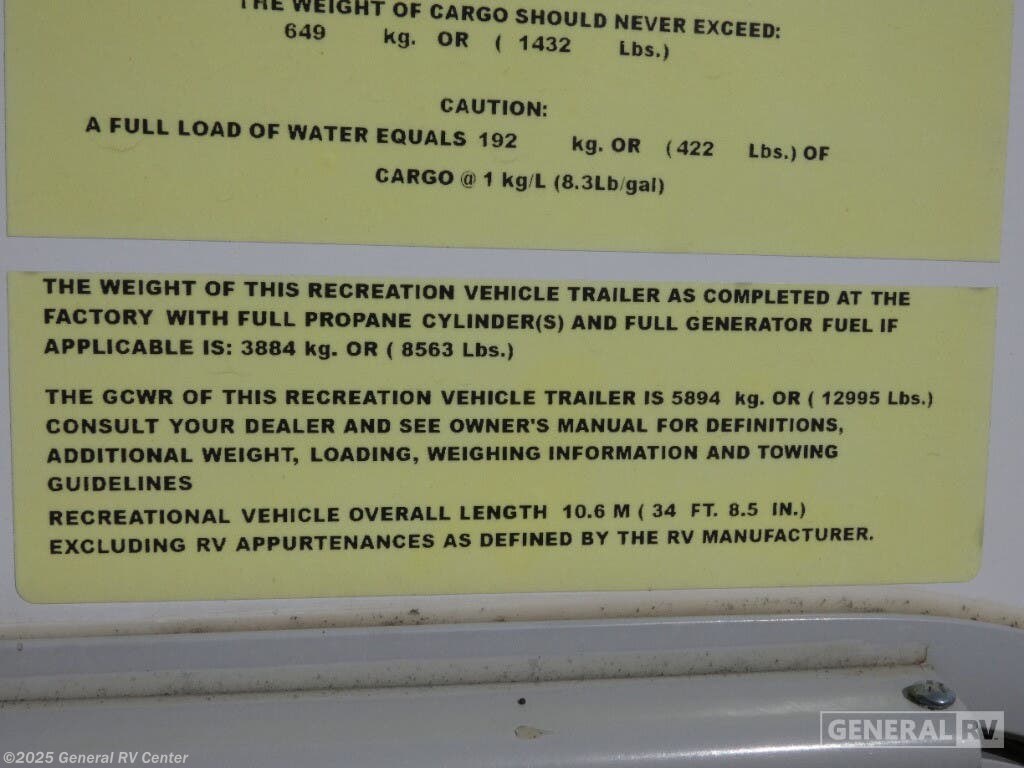 THE WEIGHT OF CARGO SHOULD NEVER EXCEED:
649 kg. OR ( 1432 Lbs.)
CAUTION:
A FULL LOAD OF WATER EQUALS 192 kg. OR ( 422 Lbs.) OF
CARGO @ 1 kg/L (8.3Lb/gal)
THE WEIGHT OF THIS RECREATION VEHICLE TRAILER AS COMPLETED AT THE
FACTORY WITH FULL PROPANE CYLINDER(S) AND FULL GENERATOR FUEL IF
APPLICABLE IS: 3884 kg. OR ( 8563 Lbs.)
THE GCWR OF THIS RECREATION VEHICLE TRAILER IS 5894 kg. OR ( 12995 Lbs.)
CONSULT YOUR DEALER AND SEE OWNER'S MANUAL FOR DEFINITIONS,
ADDITIONAL WEIGHT, LOADING, WEIGHING INFORMATION AND TOWING
GUIDELINES
RECREATIONAL VEHICLE OVERALL LENGTH 10.6 M ( 34 FT. 8.5 IN.)
EXCLUDING RV APPURTENANCES AS DEFINED BY THE RV MANUFACTURER.
GENERAL RV
©2025 General RV Center